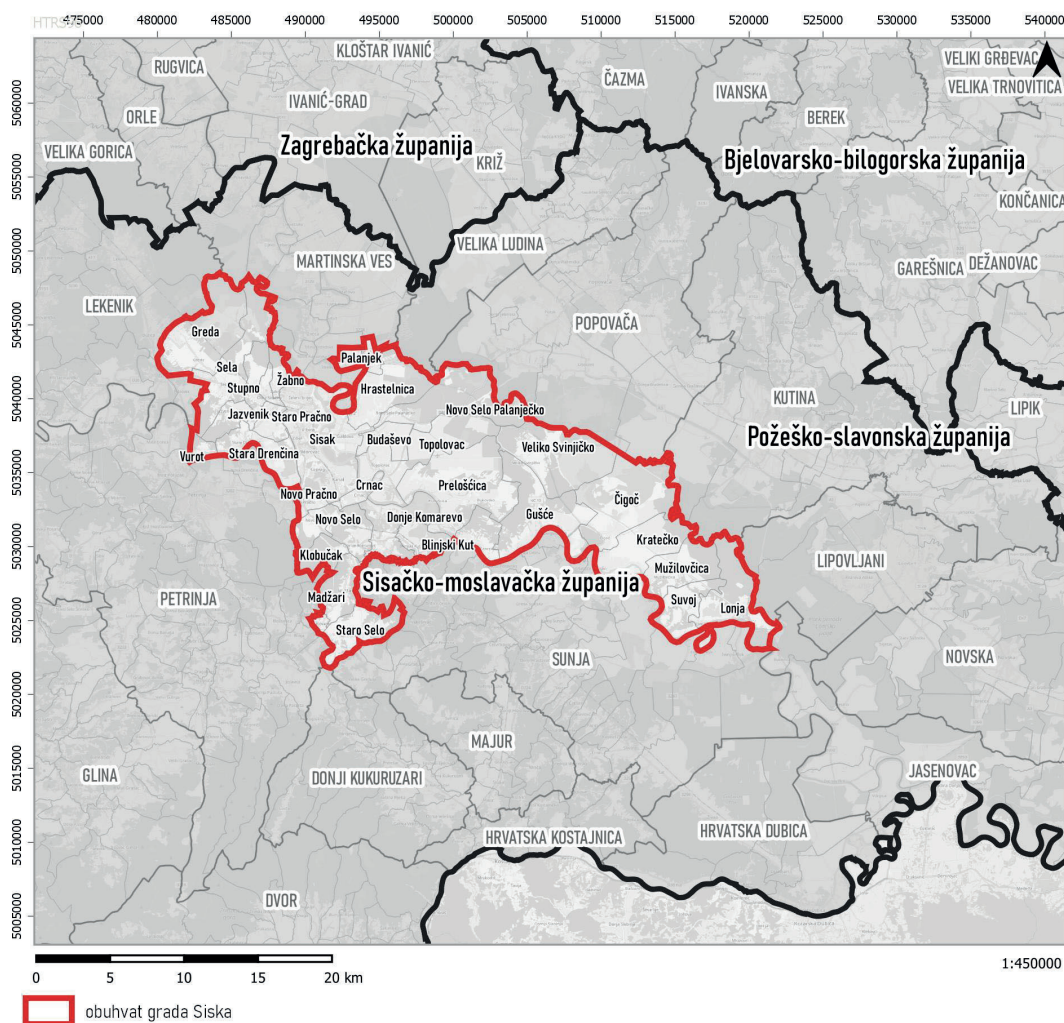 HTRS96
475000 480000 485000 490000 495000 500000 505000 510000 515000 520000 525000 530000 535000 540000
KLOŠTAR IVANIĆ
VELIKI GRĐEVAC
RUGVICA
ČAZMA
VELIKA TRNOVITICA
IVANIĆ-GRAD
IVANSKA
5060000
ORLE
BEREK
VELIKA GORICA
Zagrebačka županija
KRIŽ
Bjelovarsko-bilogorska županija
5055000
KONČANICA
5050000
MARTINSKA VES
VELIKA LUDINA
GAREŠNICA
DEŽANOVAC
LEKENIK
5045000
Greda
POPOVAČA
Palanjek
Sela
Žabno
Stupno
Hrastelnica
5040000
KUTINA
LIPIK
Jazvenik
Staro Pračno
Novo Selo Palanječko
Sisak
Budaševo
Topolovac
Veliko Svinjičko
Požeško-slavonska županija
Vurot
Stara Drenčina
5035000
Novo Pračno
Crnac
Prelošćica
Čigoč
Novo Selo
Donje Komarevo
Gušće
Kratečko
5030000
Klobučak
Blinjski Kut
LIPOVLJANI
Sisačko-moslavačka županija
Mužilovčica
PETRINJA
Madžari
Suvoj
Lonja
5025000
Staro Selo
SUNJA
NOVSKA
5020000
MAJUR
GLINA
DONJI KUKURUZARI
JASENOVAC
5015000
HRVATSKA KOSTAJNICA
HRVATSKA DUBICA
5010000
DVOR
5005000
0 5 10 15 20 km
1:450000
obuhvat grada Siska